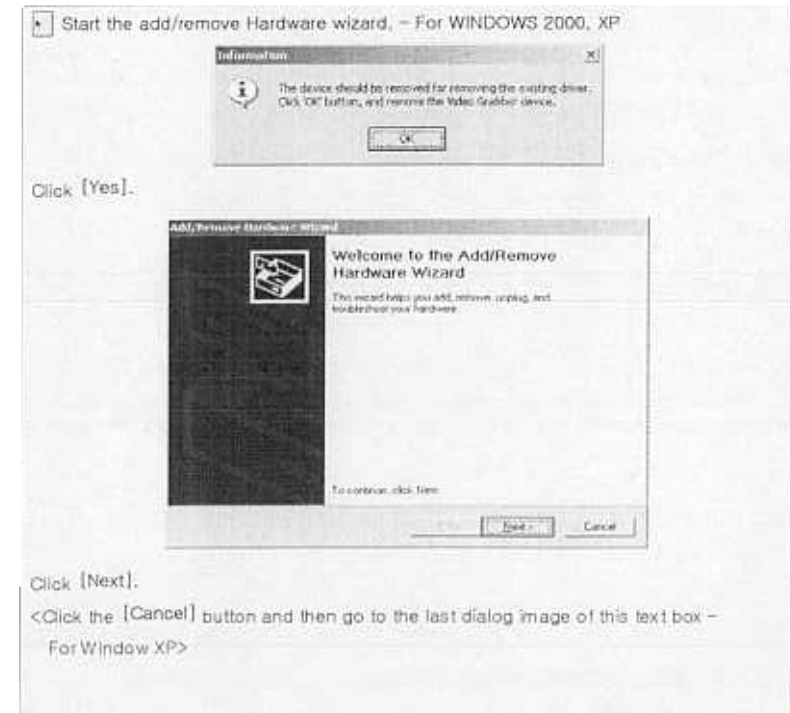 Start the add/remove Hardware wizard, – For WINDOWS 2000, XP
Information
The device should be removed for removing the existing driver.
Click 'OK' button, and remove the Video Grabber device.
OK
Click [Yes].
Add/Remove Hardware Wizard
Welcome to the Add/Remove
Hardware Wizard
This wizard helps you add, remove, unplug, and
troubleshoot your hardware.
To continue, click Next.
Next >
Cancel
Click [Next].
<Click the [Cancel] button and then go to the last dialog image of this text box –
For Window XP>